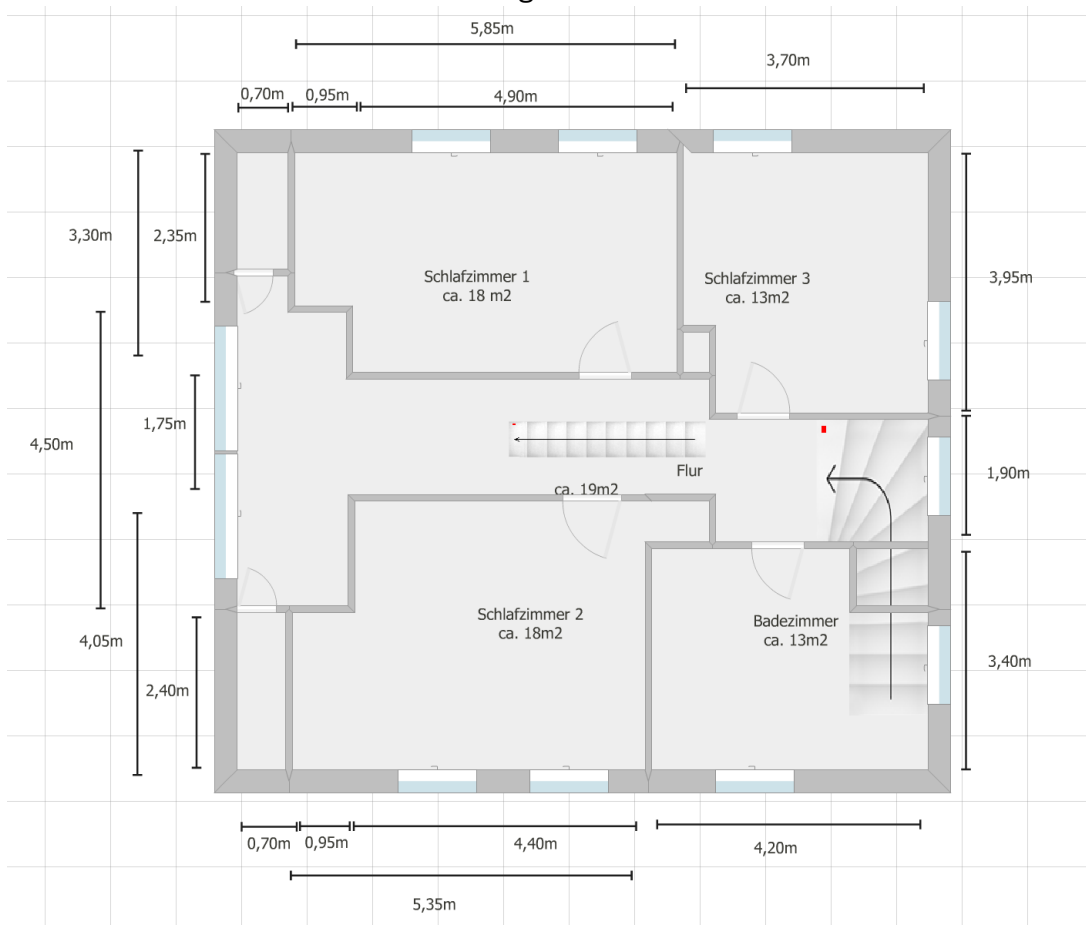 5,85m
3,70m
0,70m
0,95m
4,90m
3,30m
2,35m
Schlafzimmer 1
ca. 18 m2
Schlafzimmer 3
ca. 13m2
3,95m
1,75m
4,50m
Flur
ca. 19m2
1,90m
Schlafzimmer 2
ca. 18m2
Badezimmer
ca. 13m2
4,05m
3,40m
2,40m
0,70m
0,95m
4,40m
4,20m
5,35m